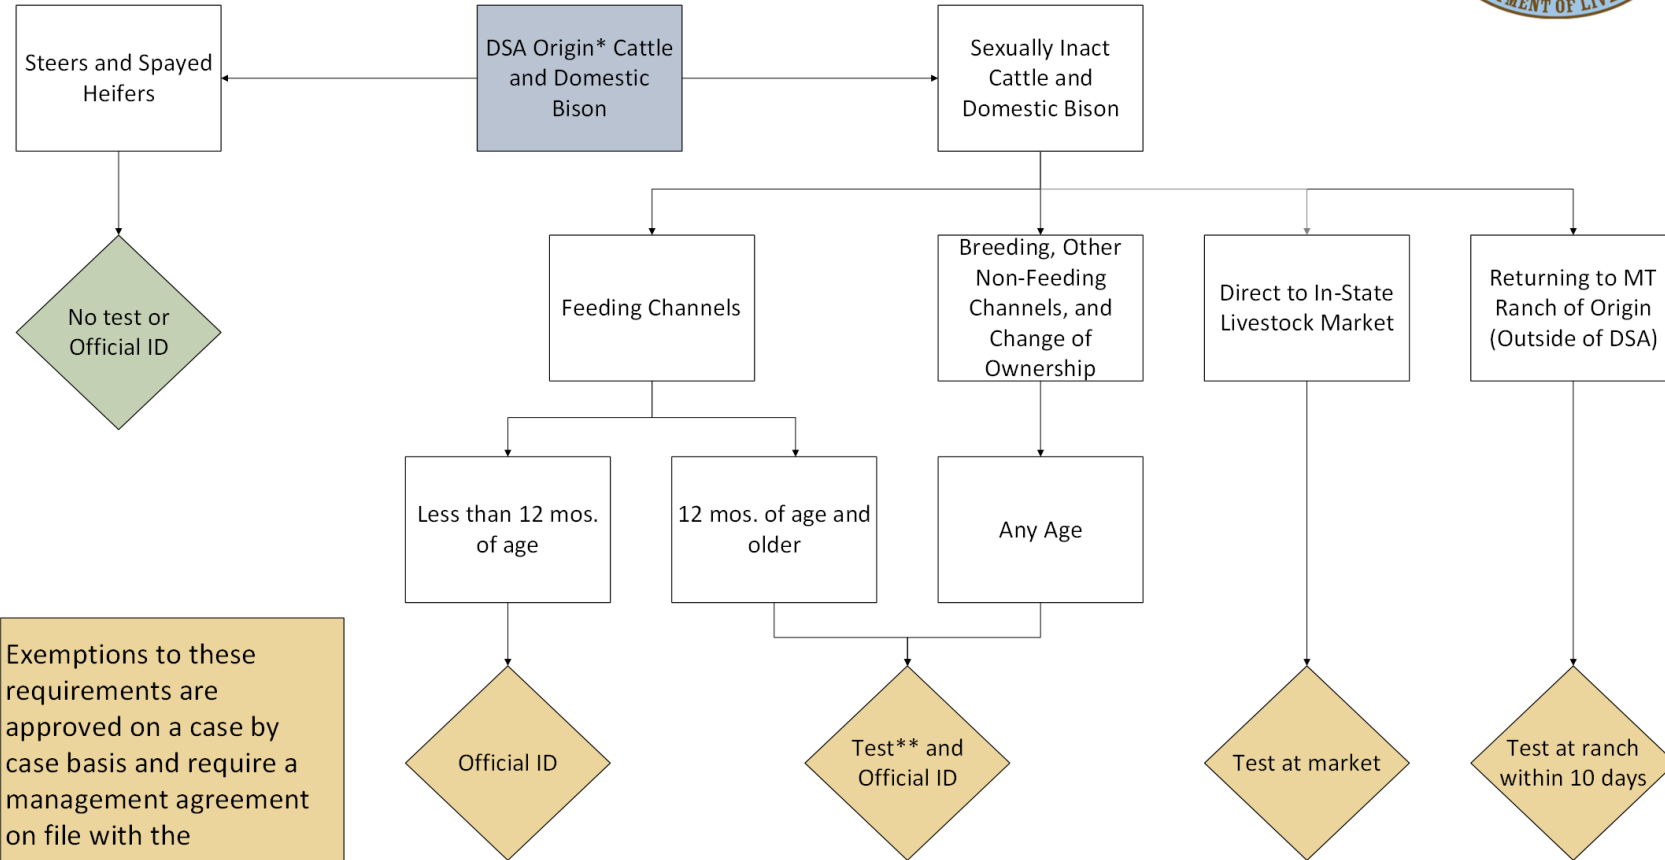 TMENT OF LIV
Steers and Spayed
Heifers
DSA Origin* Cattle
and Domestic
Bison
Sexually Inact
Cattle and
Domestic Bison
No test or
Official ID
Feeding Channels
Breeding, Other
Non-Feeding
Channels, and
Change of
Ownership
Direct to In-State
Livestock Market
Returning to MT
Ranch of Origin
(Outside of DSA)
Less than 12 mos.
of age
12 mos. of age and
older
Any Age
Exemptions to these
requirements are
approved on a case by
case basis and require a
management agreement
on file with the
Official ID
Test** and
Official ID
Test at market
Test at ranch
within 10 days